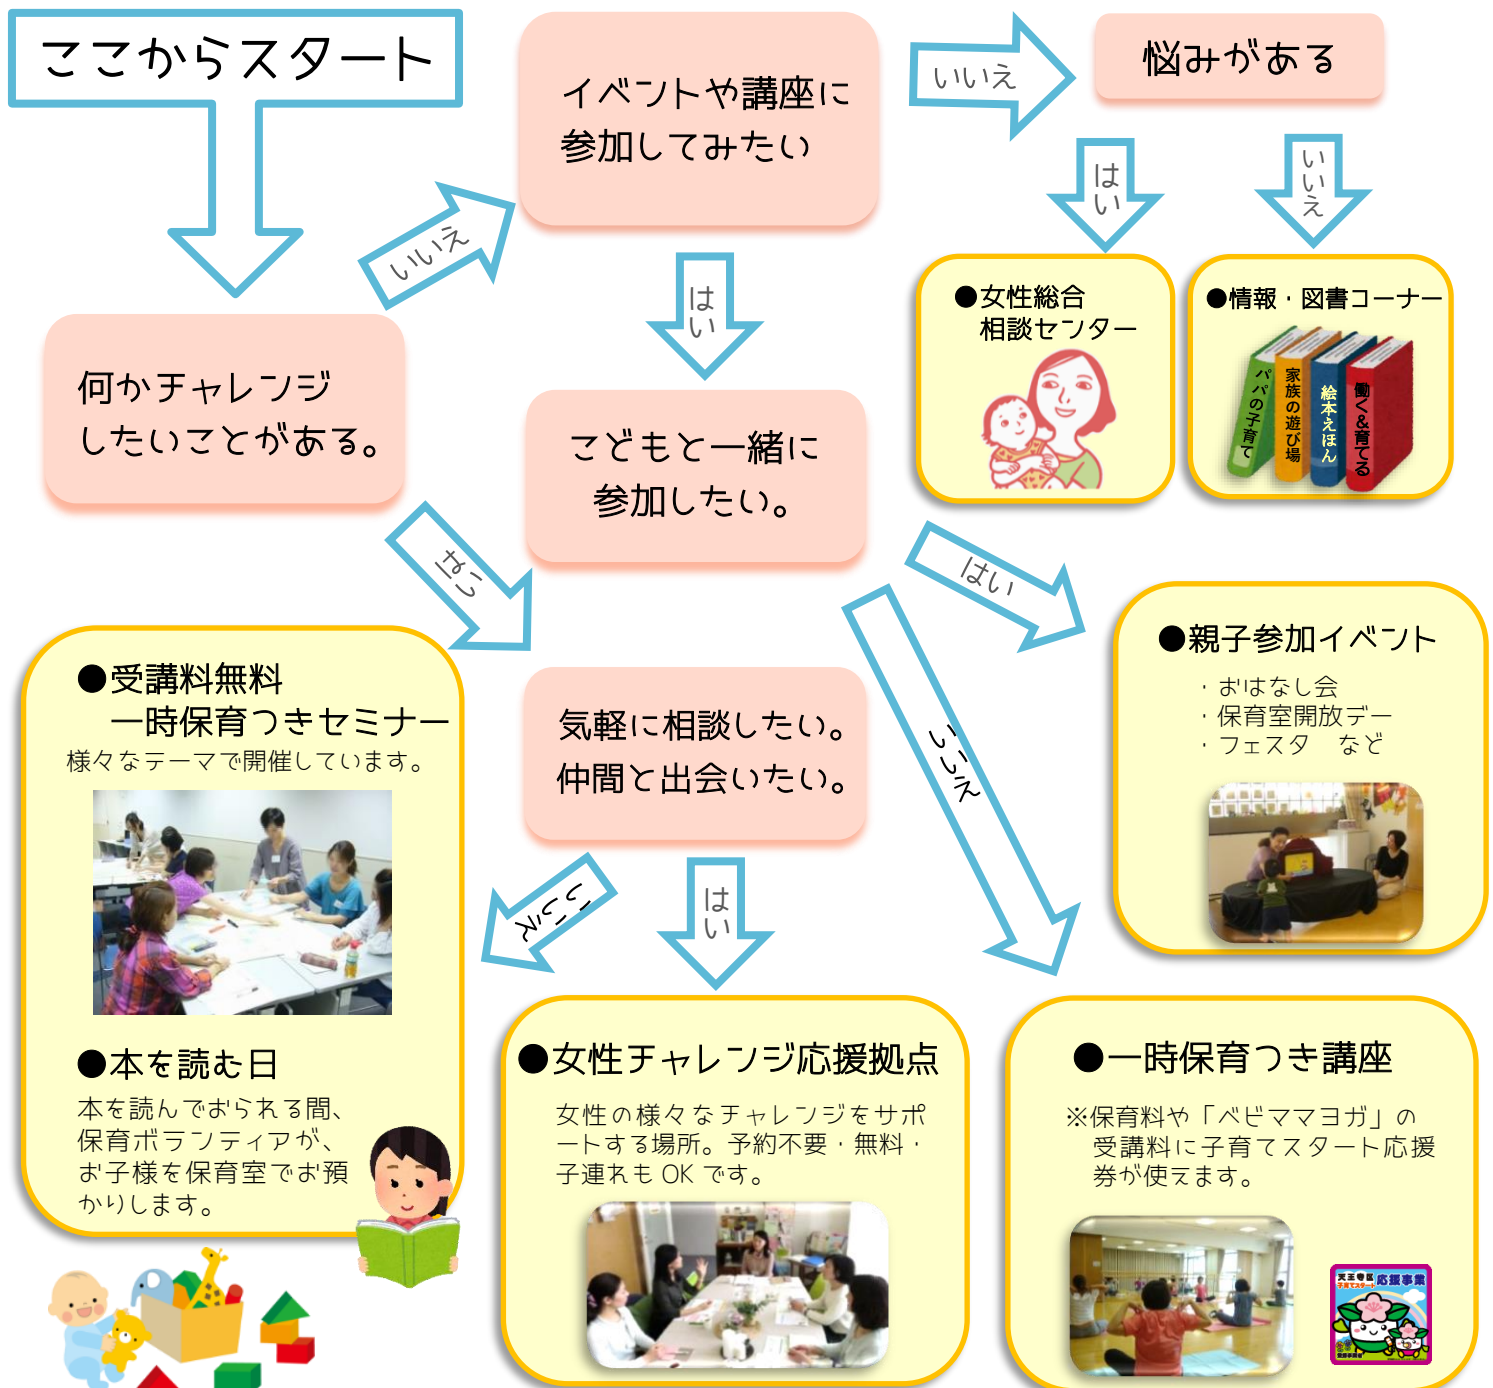 ここからスタート
イベントや講座に
参加してみたい
いいえ
悩みがある
はい
いいえ
いいえ
はい
●女性総合
相談センター
●情報・図書コーナー
パパの子育て
家族の遊び場
絵本えほん
働く&育てる
何かチャレンジ
したいことがある。
こどもと一緒に
参加したい。
はい
はい
いいえ
●親子参加イベント
・おはなし会
・保育室開放デー
・フェスタ　など
●受講料無料
一時保育つきセミナー
様々なテーマで開催しています。
気軽に相談したい。
仲間と出会いたい。
いいえ
はい
●本を読む日
本を読んでおられる間、
保育ボランティアが、
お子様を保育室でお預
かりします。
●女性チャレンジ応援拠点
女性の様々なチャレンジをサポ
ートする場所。予約不要・無料・
子連れも OK です。
●一時保育つき講座
※保育料や「ベビママヨガ」の
受講料に子育てスタート応援
券が使えます。
天王寺区
子育てスタート
応援事業